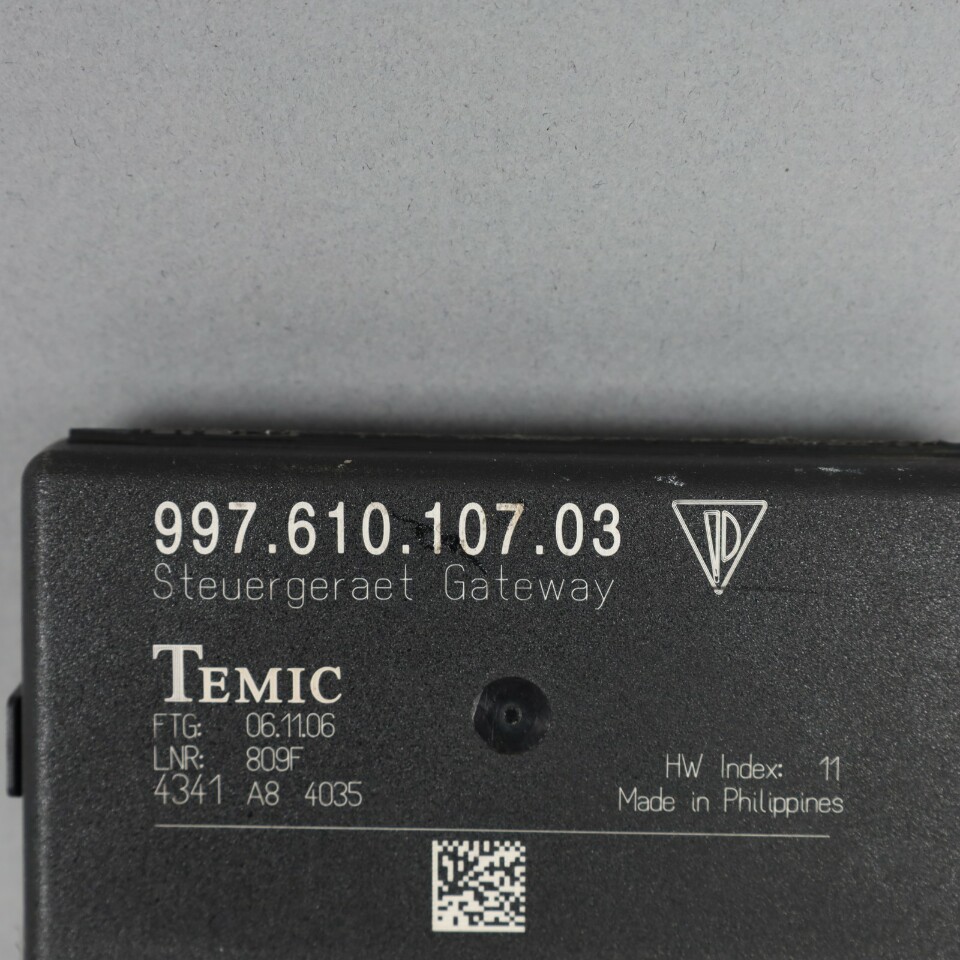 997.610.107.03
Steuergeraet Gateway
TEMIC
FTG: 06.11.06
LNR: 809F
4341 A8 4035
HW Index: 11
Made in Philippines